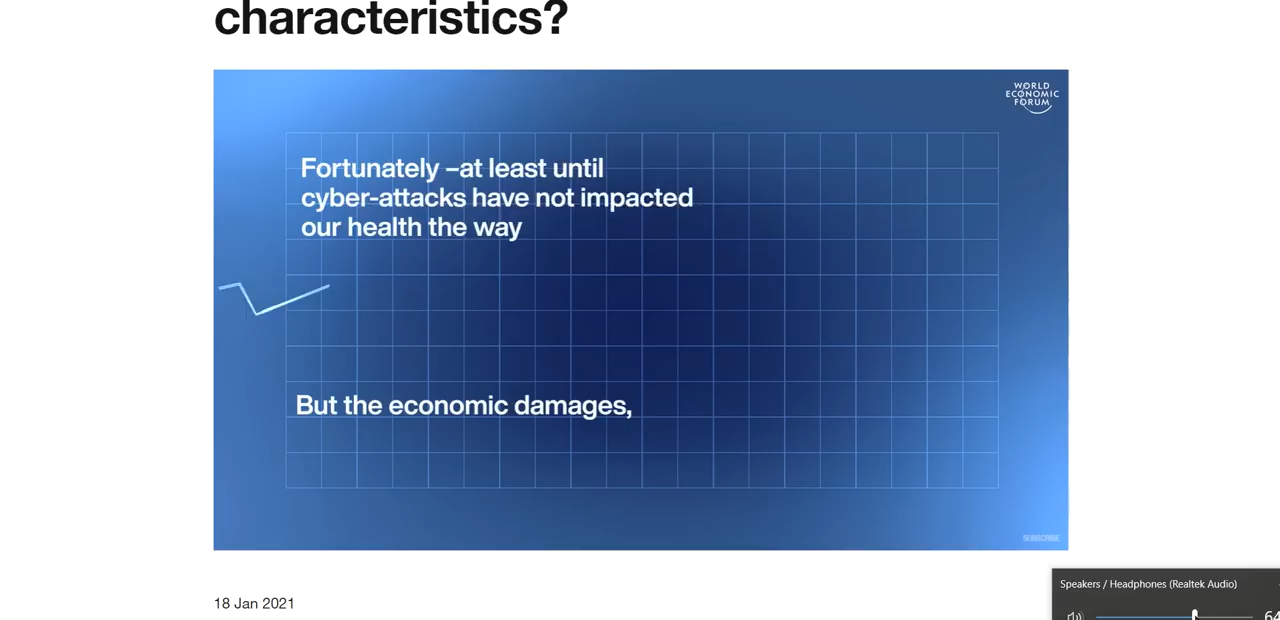 characteristics?
WORLD
ECONOMIC
FORUM
Fortunately –at least until
cyber-attacks have not impacted
our health the way
But the economic damages,
SUBSCRIBE
18 Jan 2021
Speakers / Headphones (Realtek Audio)
64